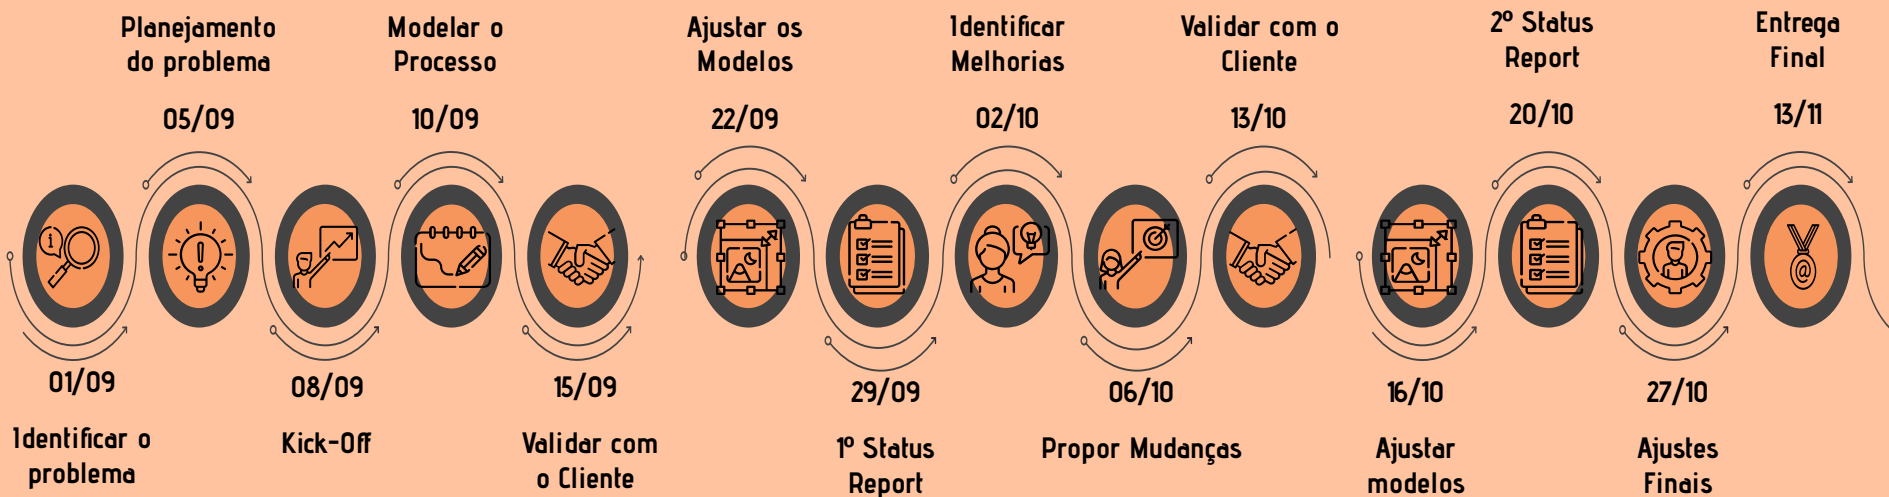 01/09
Identificar o
problema
Planejamento
do problema
05/09
08/09
Kick-Off
Modelar o
Processo
10/09
15/09
Validar com
o Cliente
Ajustar os
Modelos
22/09
29/09
1º Status
Report
Identificar
Melhorias
02/10
06/10
Propor Mudanças
Validar com o
Cliente
13/10
16/10
Ajustar
modelos
2º Status
Report
20/10
27/10
Ajustes
Finais
Entrega
Final
13/11